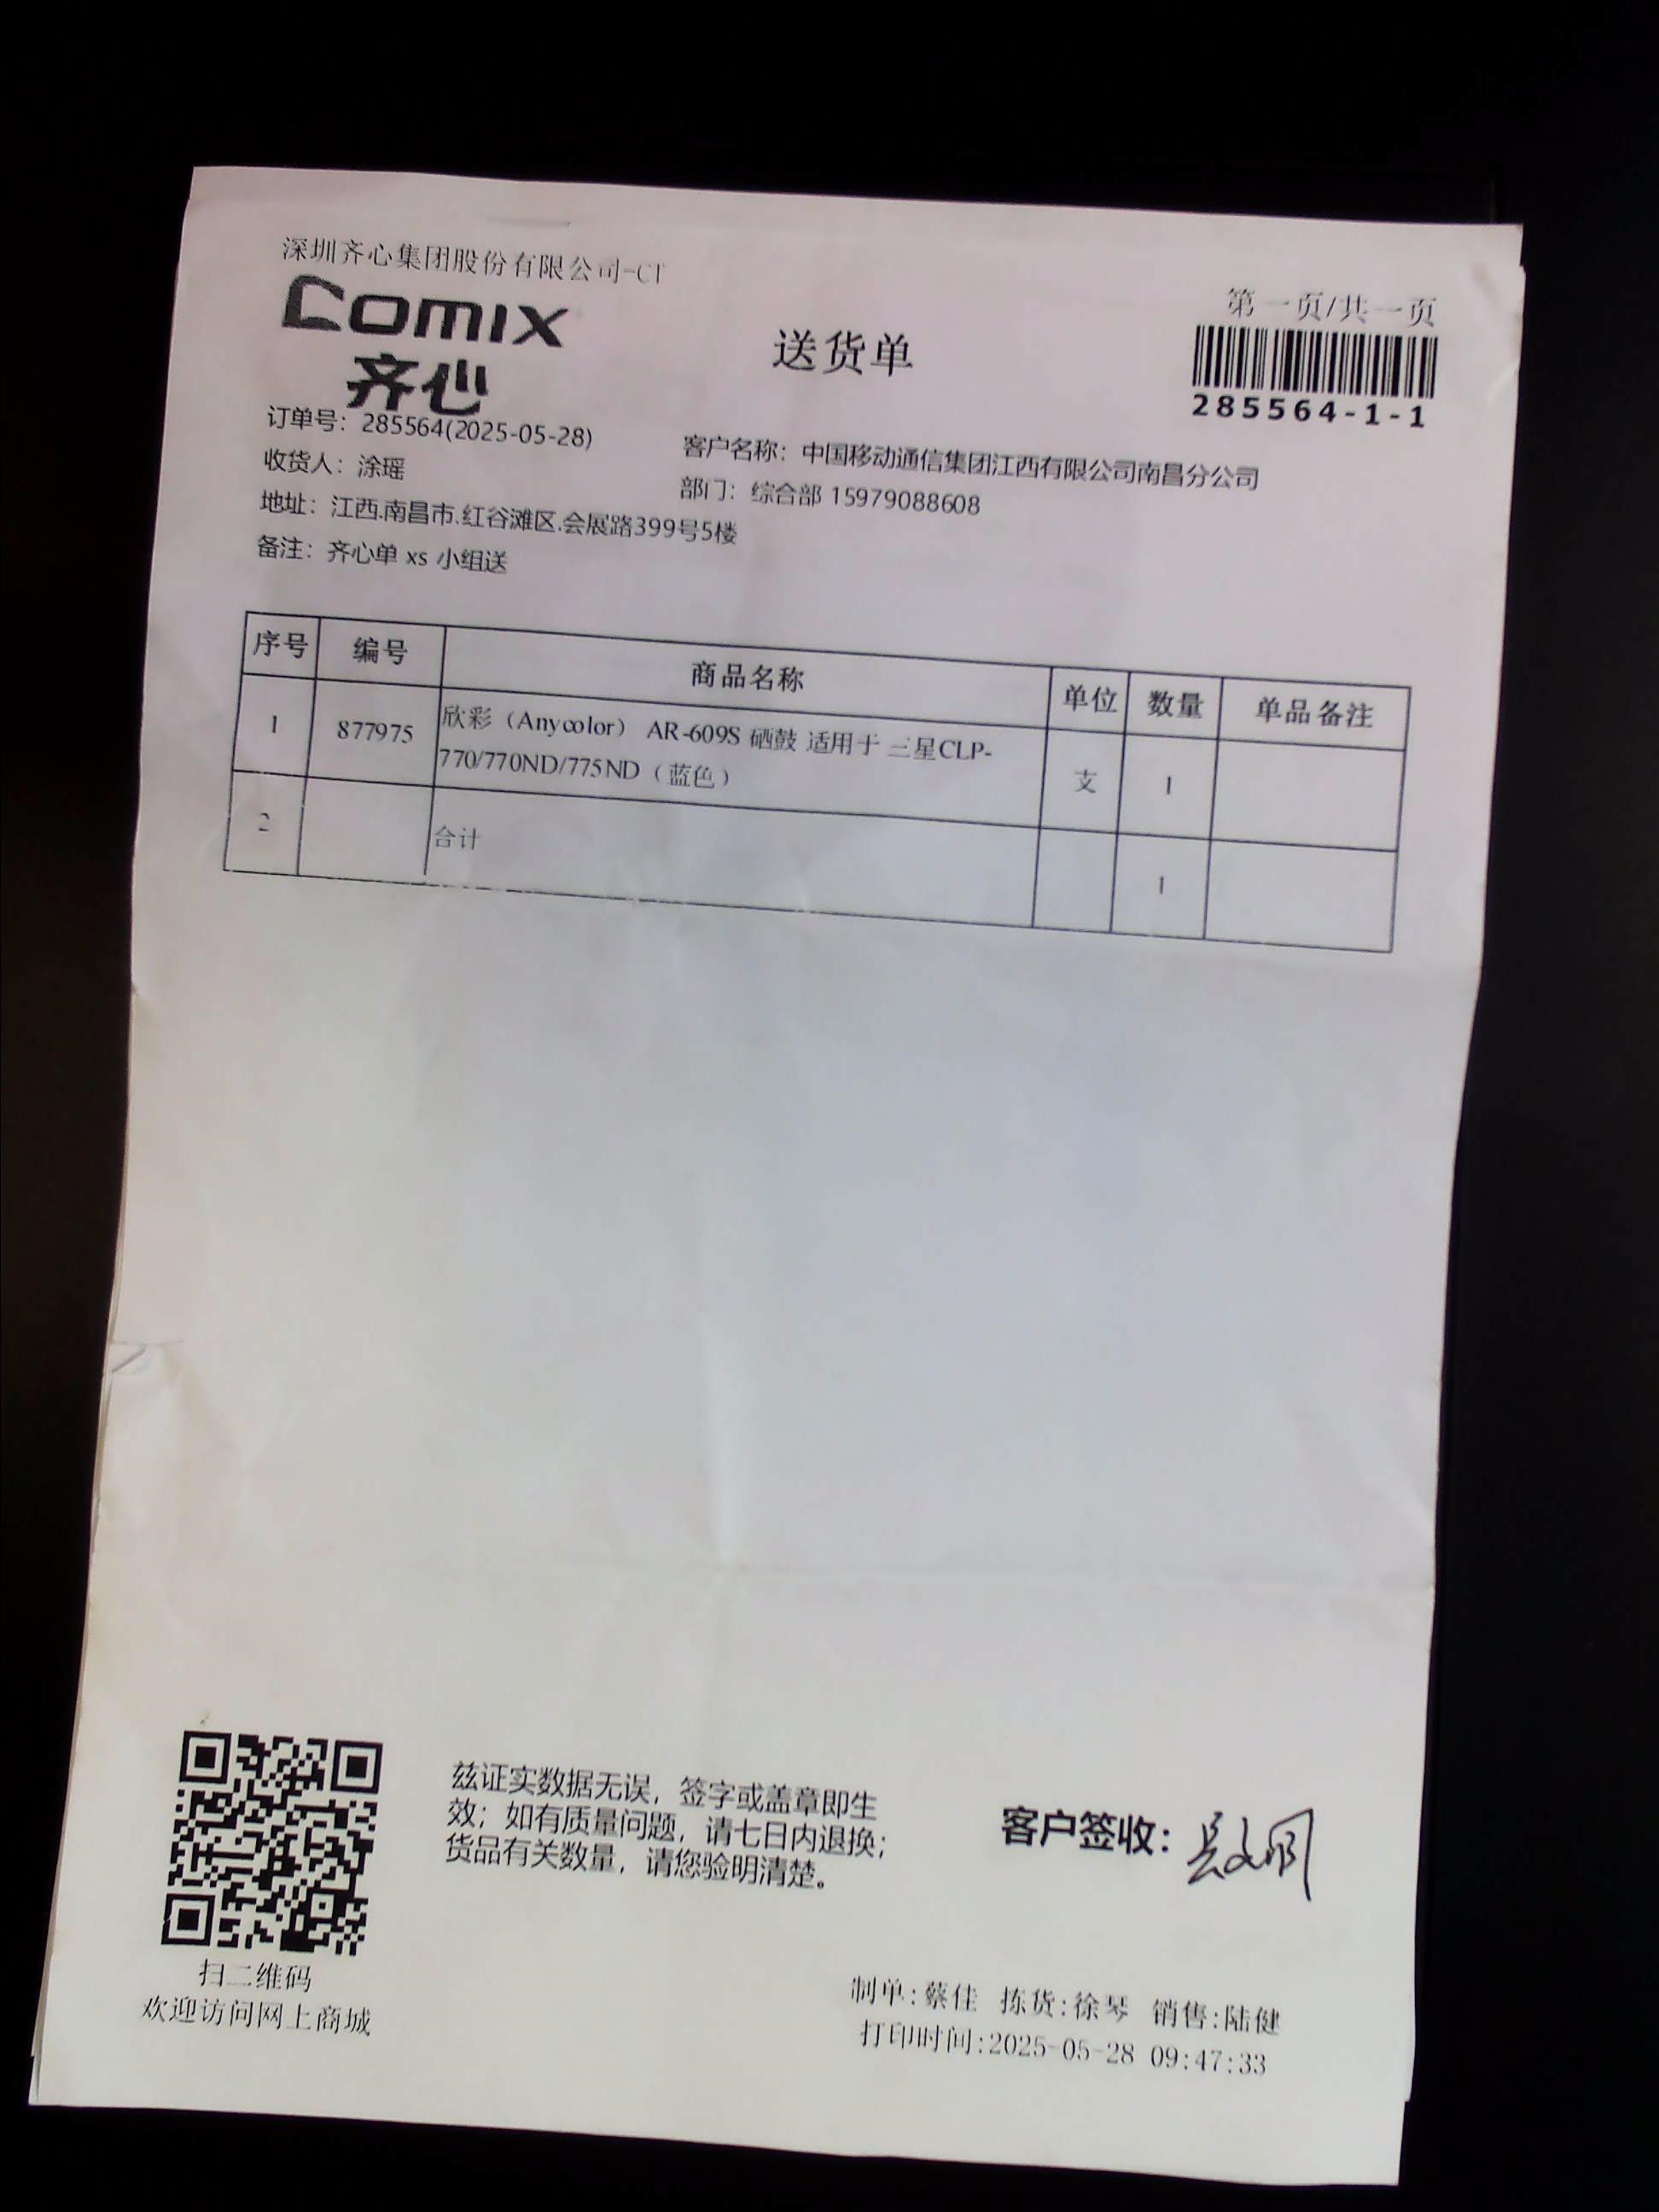 深圳齐心集团股份有限公司-CT
comix
齐心
送货单
第一页/共一页
285564-1-1
订单号：285564(2025-05-28)
客户名称：中国移动通信集团江西有限公司南昌分公司
收货人：涂瑶
部门：综合部 15979088608
地址：江西.南昌市.红谷滩区.会展路399号5楼
备注：齐心单 xs 小组送
序号 编号 商品名称 单位 数量 单品备注
1 877975 欣彩（Anycolor） AR-609S 硒鼓 适用于 三星CLP-
770/770ND/775ND（蓝色） 支 1
2 合计 1
兹证实数据无误，签字或盖章即生
效；如有质量问题，请七日内退换；
货品有关数量，请您验明清楚。
客户签收：
扫二维码
欢迎访问网上商城
制单:蔡佳 拣货:徐琴 销售:陆健
打印时间:2025-05-28 09:47:33